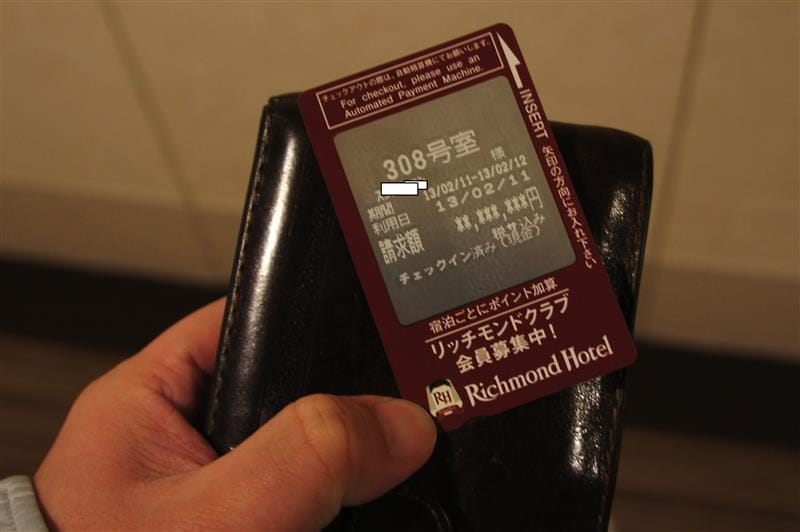 チェックアウトの際は、自動精算機にてお願いします。
For checkout, please use an
Automated Payment Machine.
INSERT 矢印の方向にお入れ下さい
308号室
様
期間 13/02/11-13/02/12
利用日 13/02/11
請求額 **,***,***円
税サ込み
チェックイン済み (現金)
宿泊ごとにポイント加算
リッチモンドクラブ
会員募集中!
RH Richmond Hotel